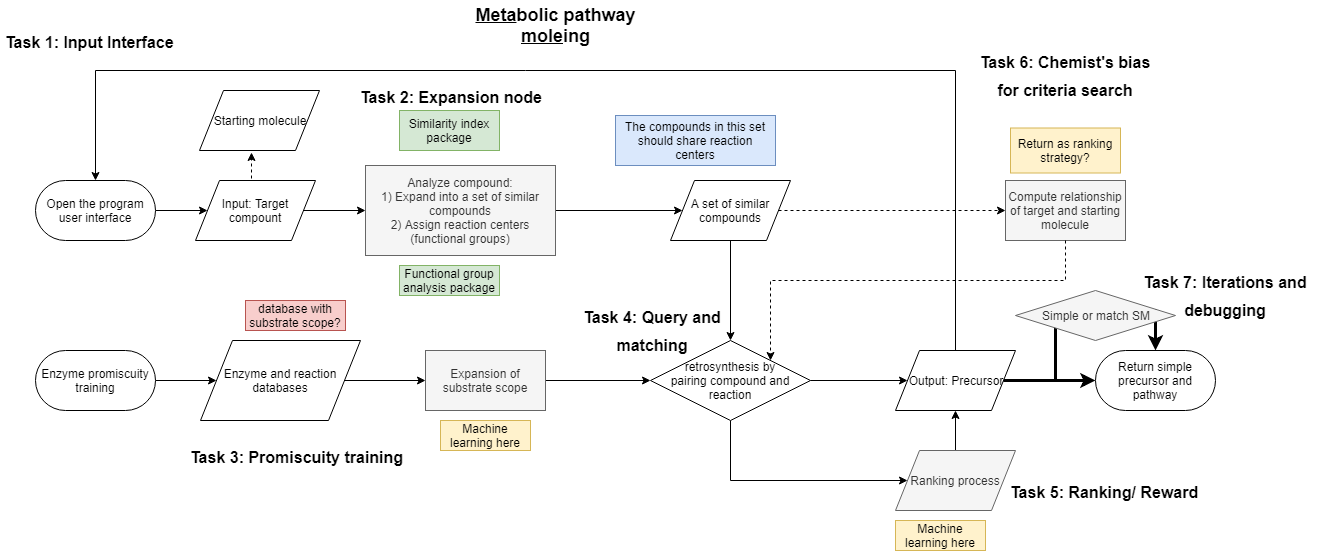 Metabolic pathway
moleing
Task 1: Input Interface
Task 6: Chemist's bias
for criteria search
Task 2: Expansion node
Starting molecule
Similarity index
package
The compounds in this set
should share reaction
centers
Return as ranking
strategy?
Open the program
user interface
Input: Target
compount
Analyze compound:
1) Expand into a set of similar
compounds
2) Assign reaction centers
(functional groups)
A set of similar
compounds
Compute relationship
of target and starting
molecule
Functional group
analysis package
Task 7: Iterations and
debugging
database with
substrate scope?
Task 4: Query and
matching
Simple or match SM
Enzyme promiscuity
training
Enzyme and reaction
databases
Expansion of
substrate scope
retrosynthesis by
pairing compound and
reaction
Output: Precursor
Return simple
precursor and
pathway
Machine
learning here
Task 3: Promiscuity training
Ranking process
Task 5: Ranking/ Reward
Machine
learning here